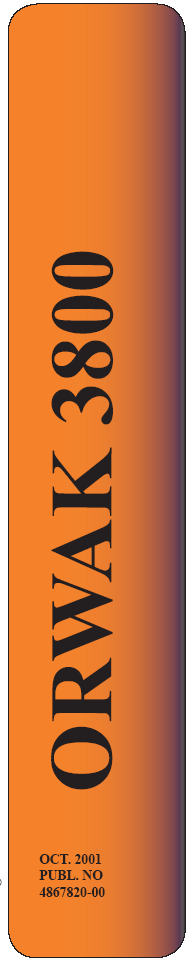 ORWAK 3800
OCT. 2001
PUBL. NO
4867820-00